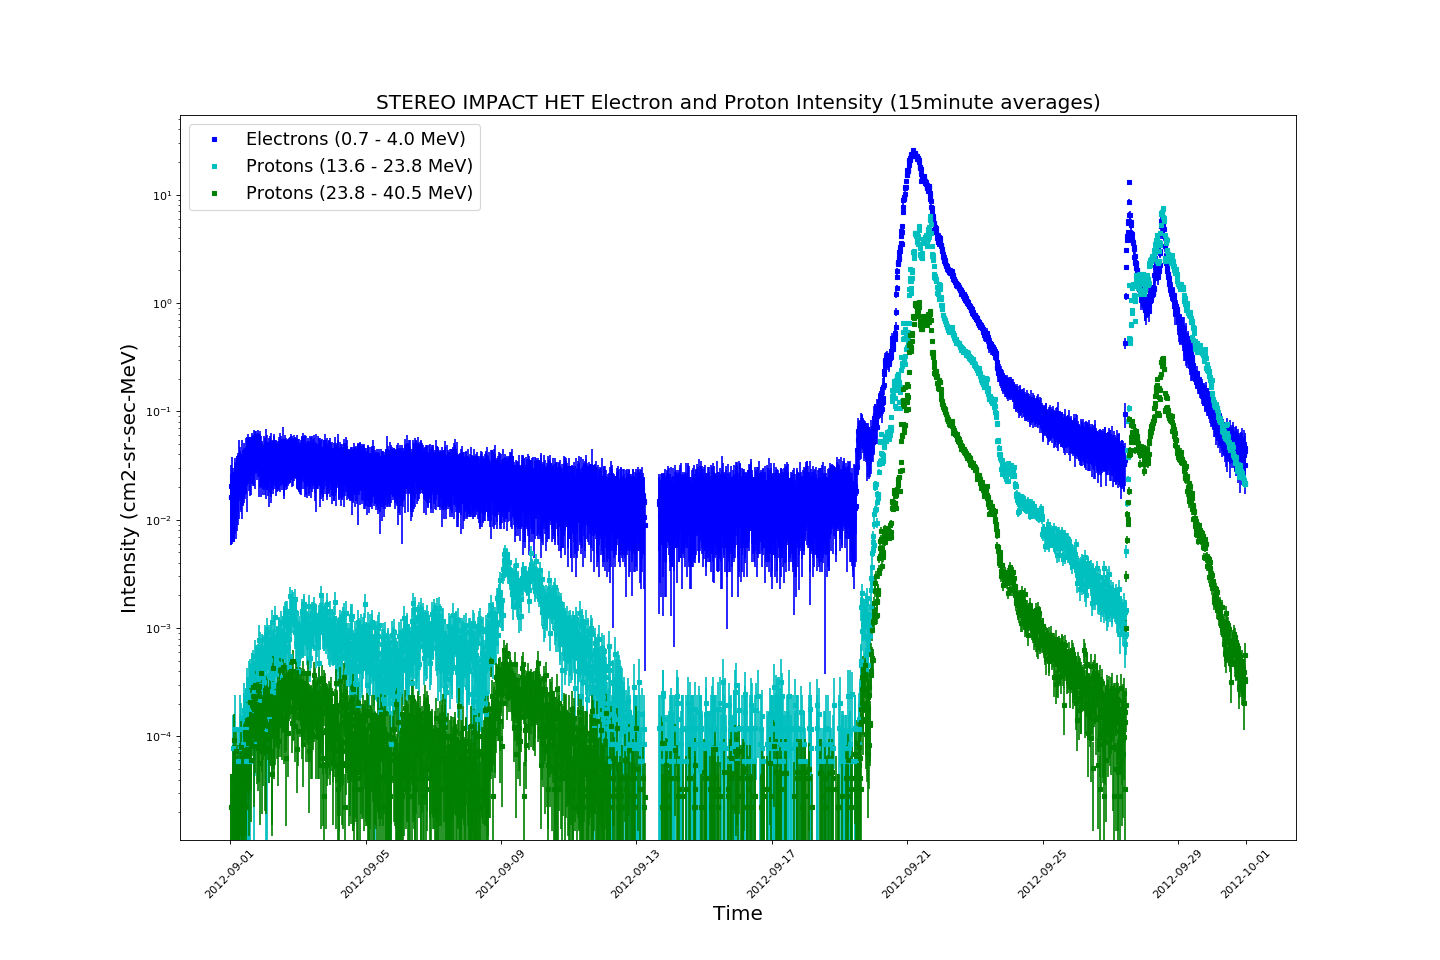 STEREO IMPACT HET Electron and Proton Intensity (15minute averages)
Electrons (0.7 - 4.0 MeV)
Protons (13.6 - 23.8 MeV)
Protons (23.8 - 40.5 MeV)
Intensity (cm2-sr-sec-MeV)
10¹
10⁰
10⁻¹
10⁻²
10⁻³
10⁻⁴
2012-09-01
2012-09-05
2012-09-09
2012-09-13
2012-09-17
2012-09-21
2012-09-25
2012-09-29
2012-10-01
Time